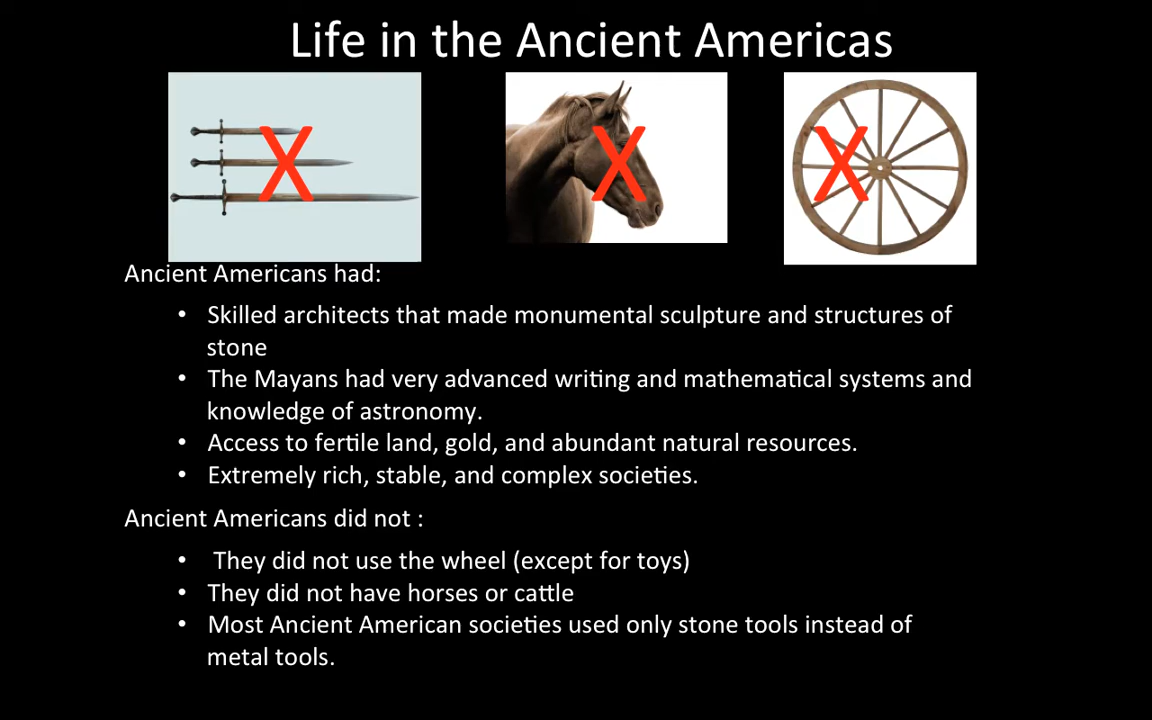 Life in the Ancient Americas
X X X
Ancient Americans had:
• Skilled architects that made monumental sculpture and structures of
stone
• The Mayans had very advanced writing and mathematical systems and
knowledge of astronomy.
• Access to fertile land, gold, and abundant natural resources.
• Extremely rich, stable, and complex societies.
Ancient Americans did not :
• They did not use the wheel (except for toys)
• They did not have horses or cattle
• Most Ancient American societies used only stone tools instead of
metal tools.